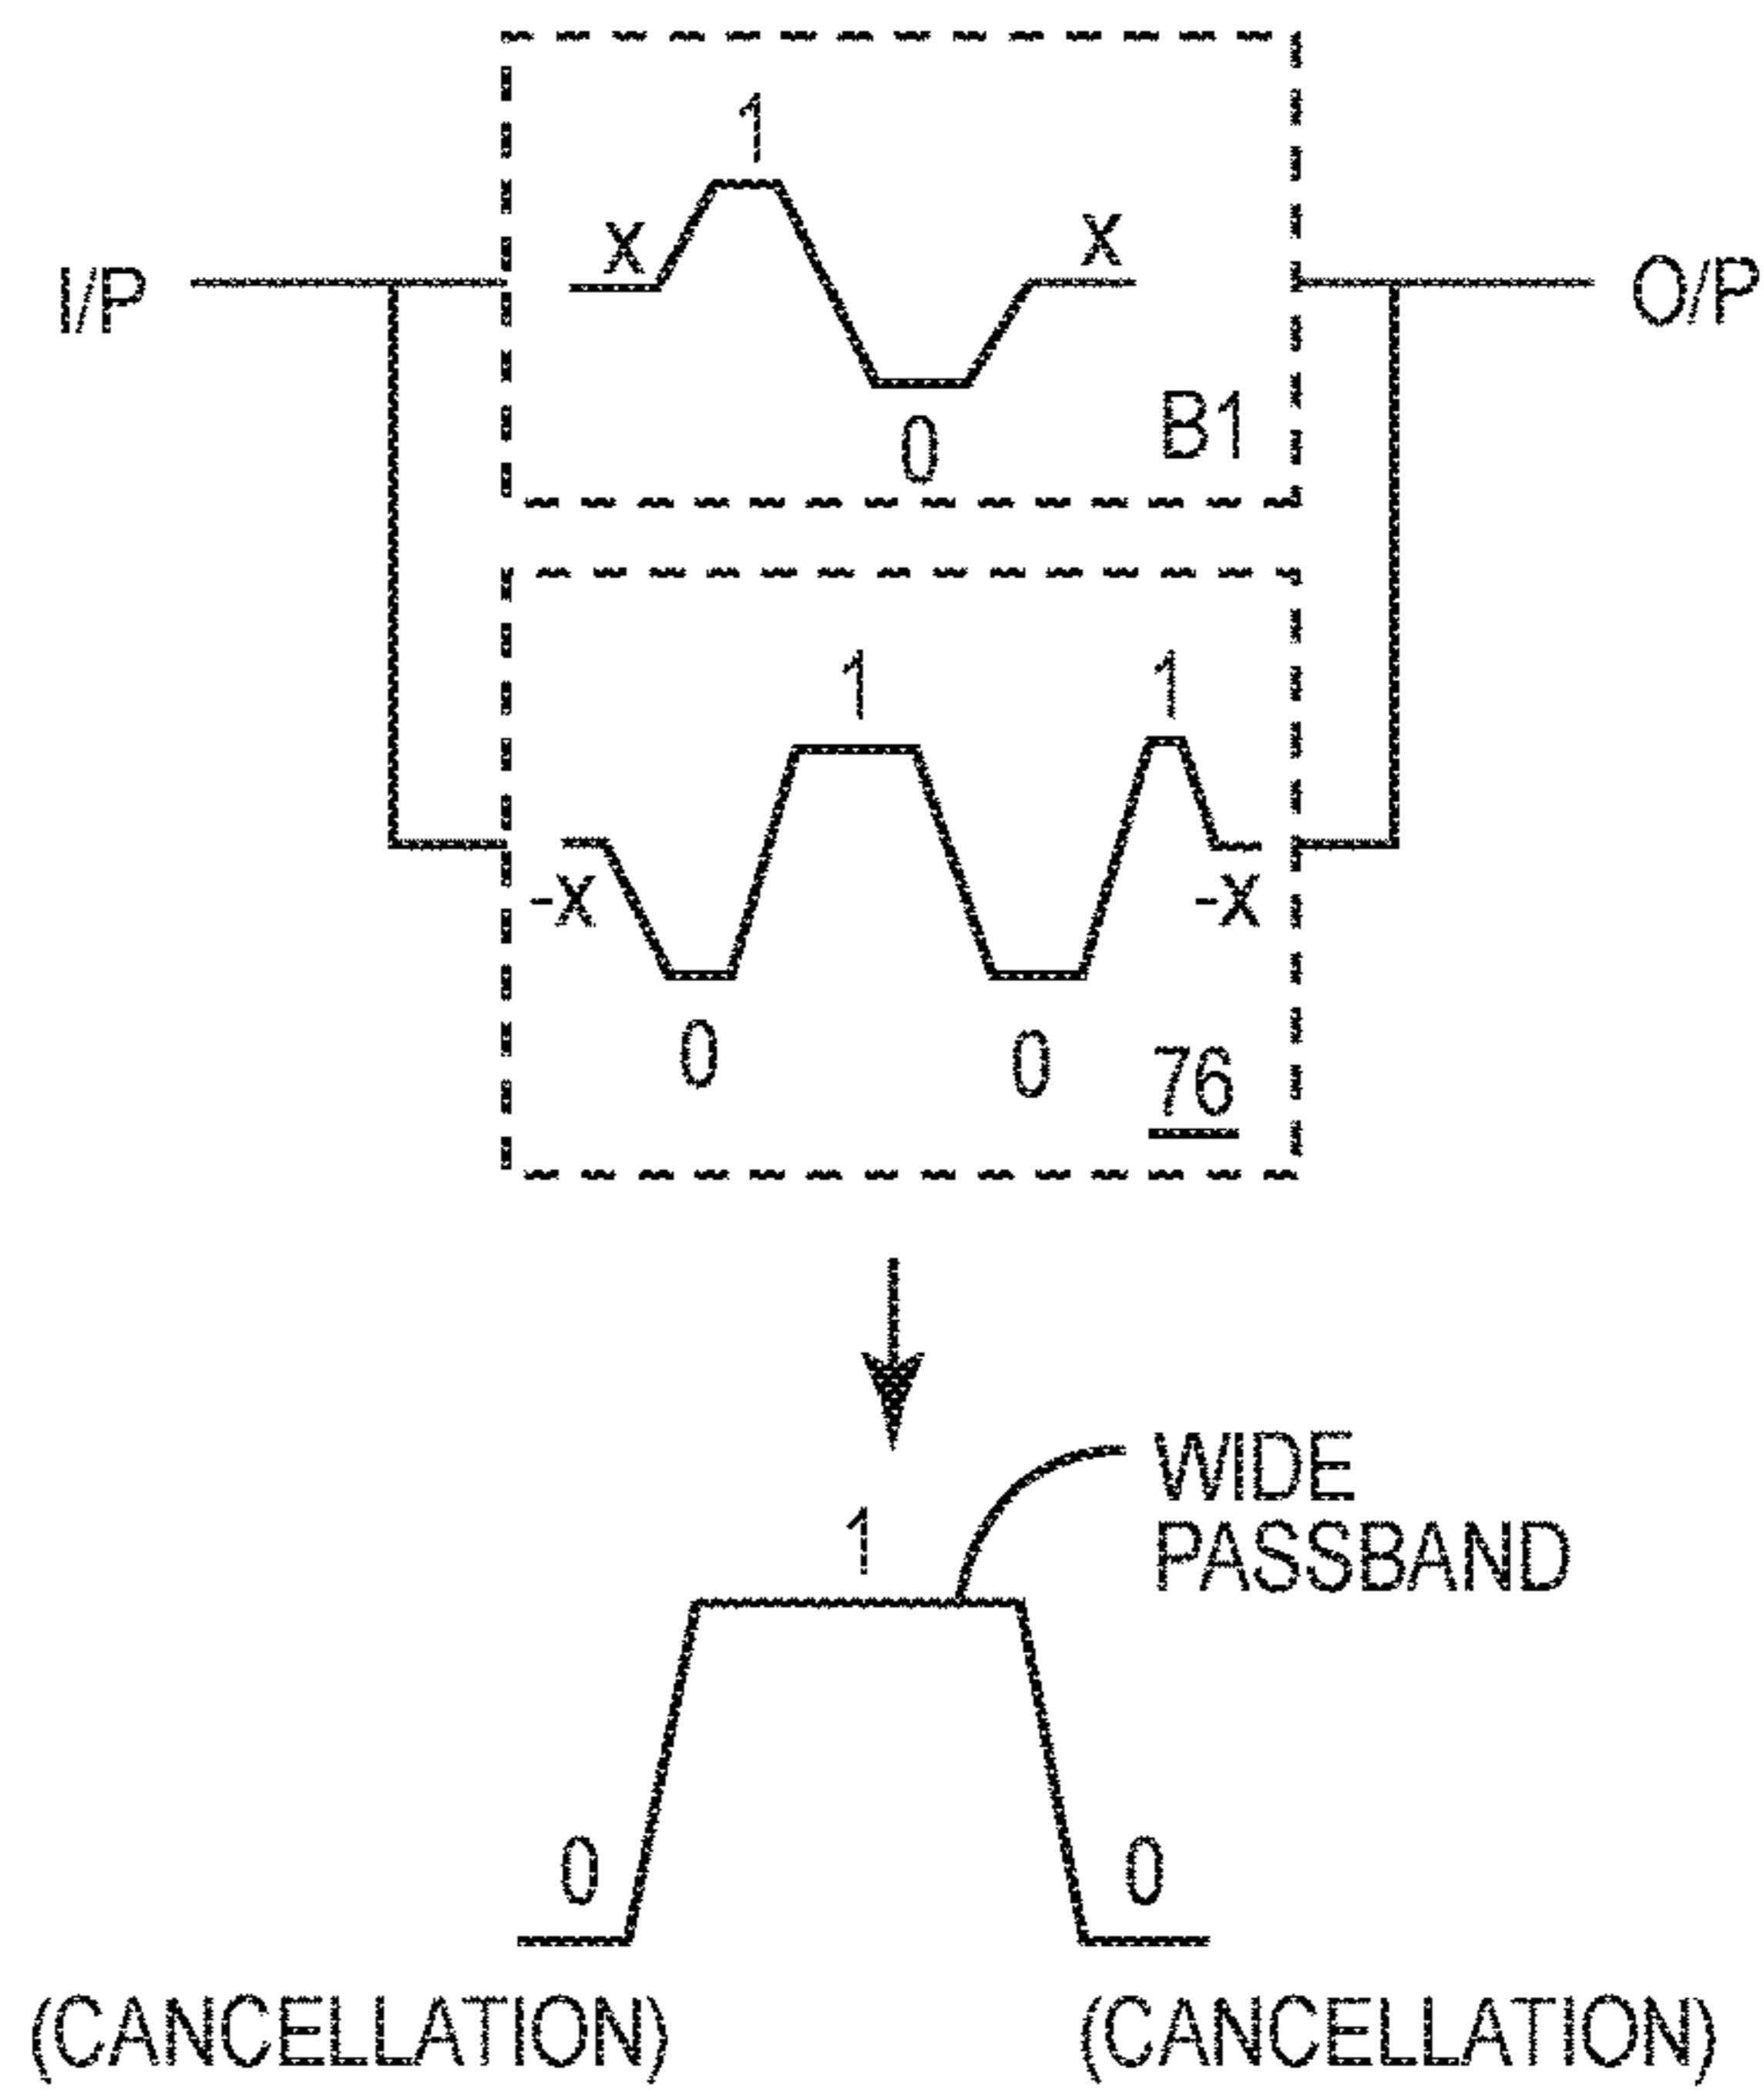 1
X
X
I/P
O/P
0
B1
1
1
-X
-X
0
0
76
WIDE
PASSBAND
1
0
0
(CANCELLATION)
(CANCELLATION)